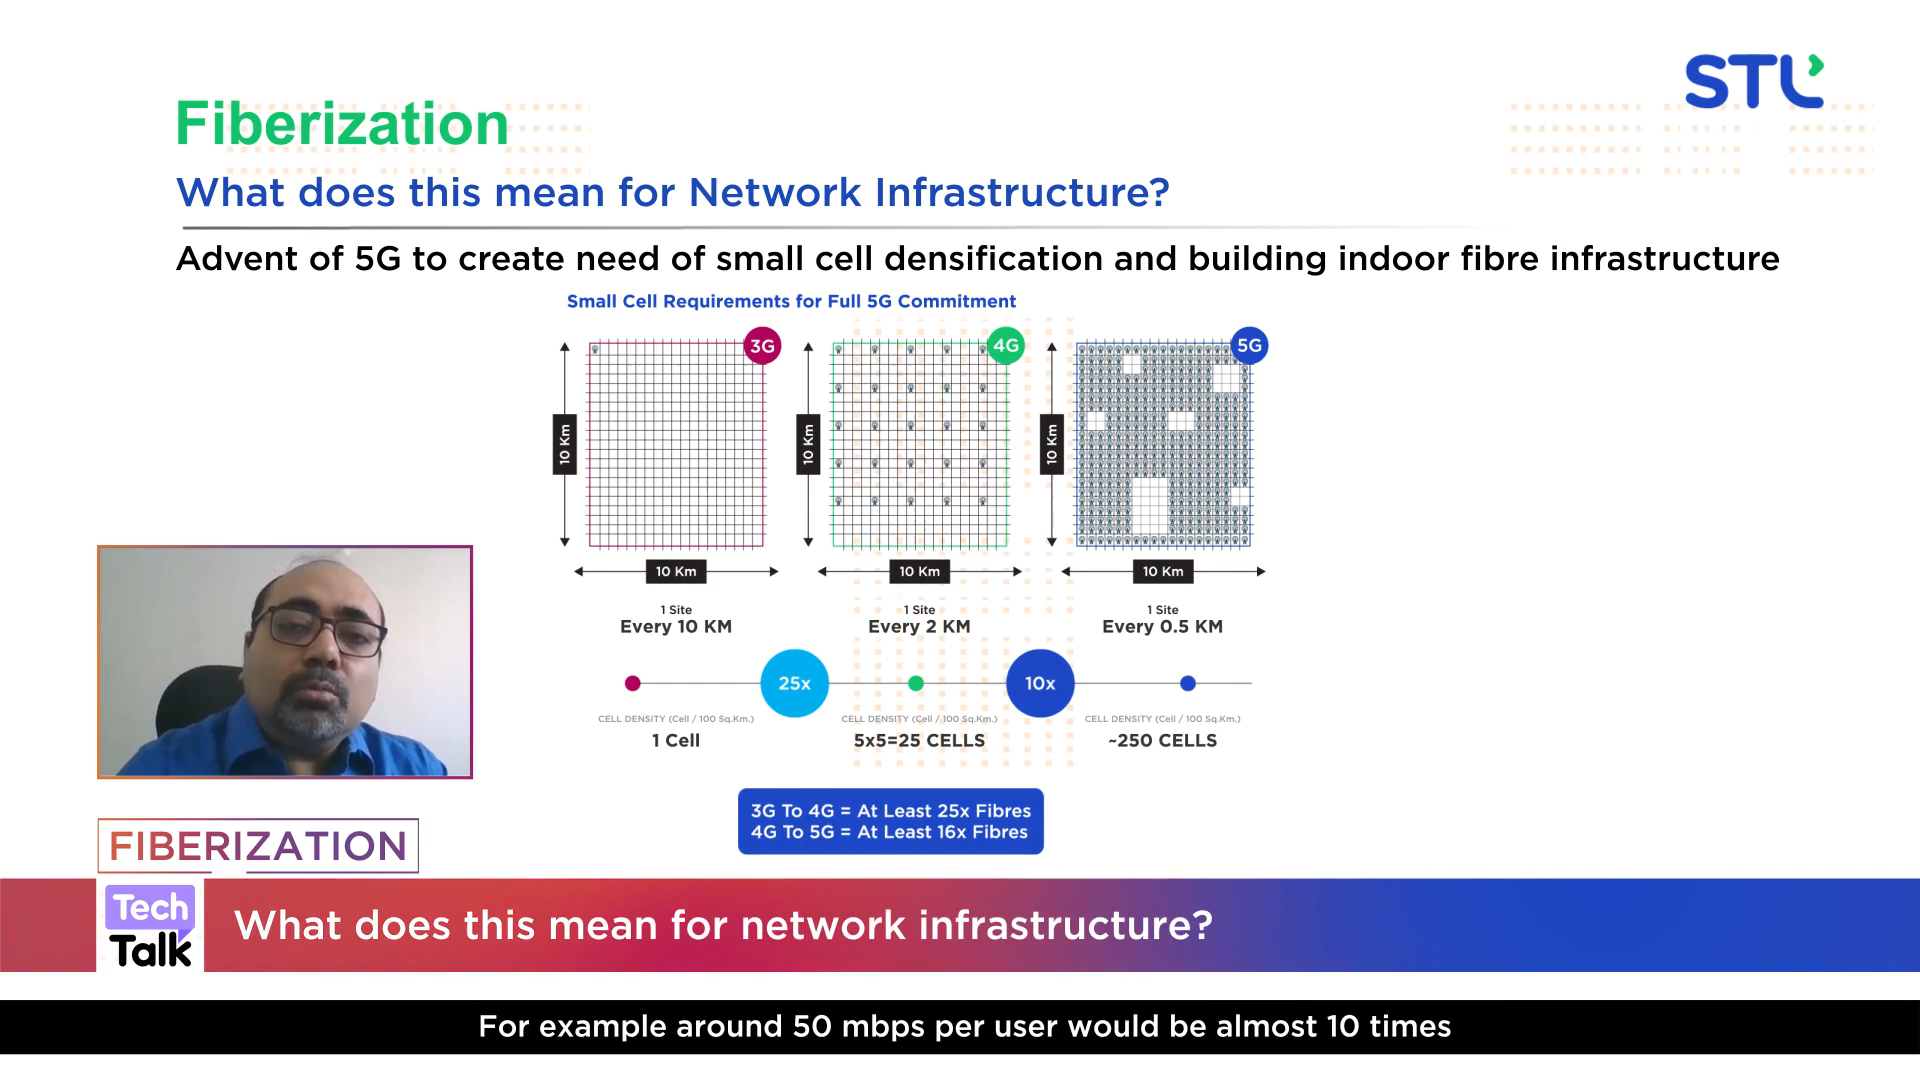 STL
Fiberization
What does this mean for Network Infrastructure?
Advent of 5G to create need of small cell densification and building indoor fibre infrastructure
Small Cell Requirements for Full 5G Commitment
3G
4G
5G
10 Km
10 Km
10 Km
10 Km
10 Km
10 Km
1 Site
Every 10 KM
1 Site
Every 2 KM
1 Site
Every 0.5 KM
25x
10x
CELL DENSITY (Cell / 100 Sq.Km.)
1 Cell
CELL DENSITY (Cell / 100 Sq.Km.)
5x5=25 CELLS
CELL DENSITY (Cell / 100 Sq.Km.)
~250 CELLS
3G To 4G = At Least 25x Fibres
4G To 5G = At Least 16x Fibres
FIBERIZATION
Tech
Talk
What does this mean for network infrastructure?
For example around 50 mbps per user would be almost 10 times